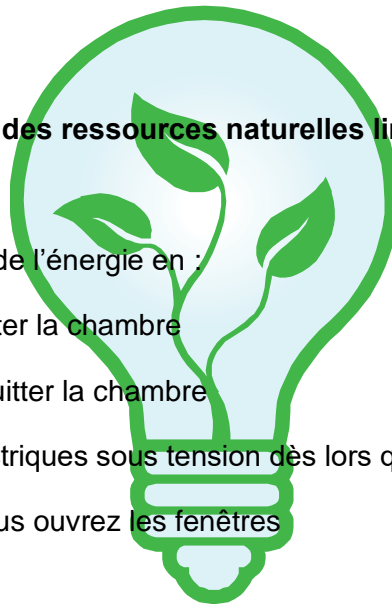 des ressources naturelles
de l’énergie en :
ter la chambre
uitter la chambre
triques sous tension dès lors q
us ouvrez les fenêtres